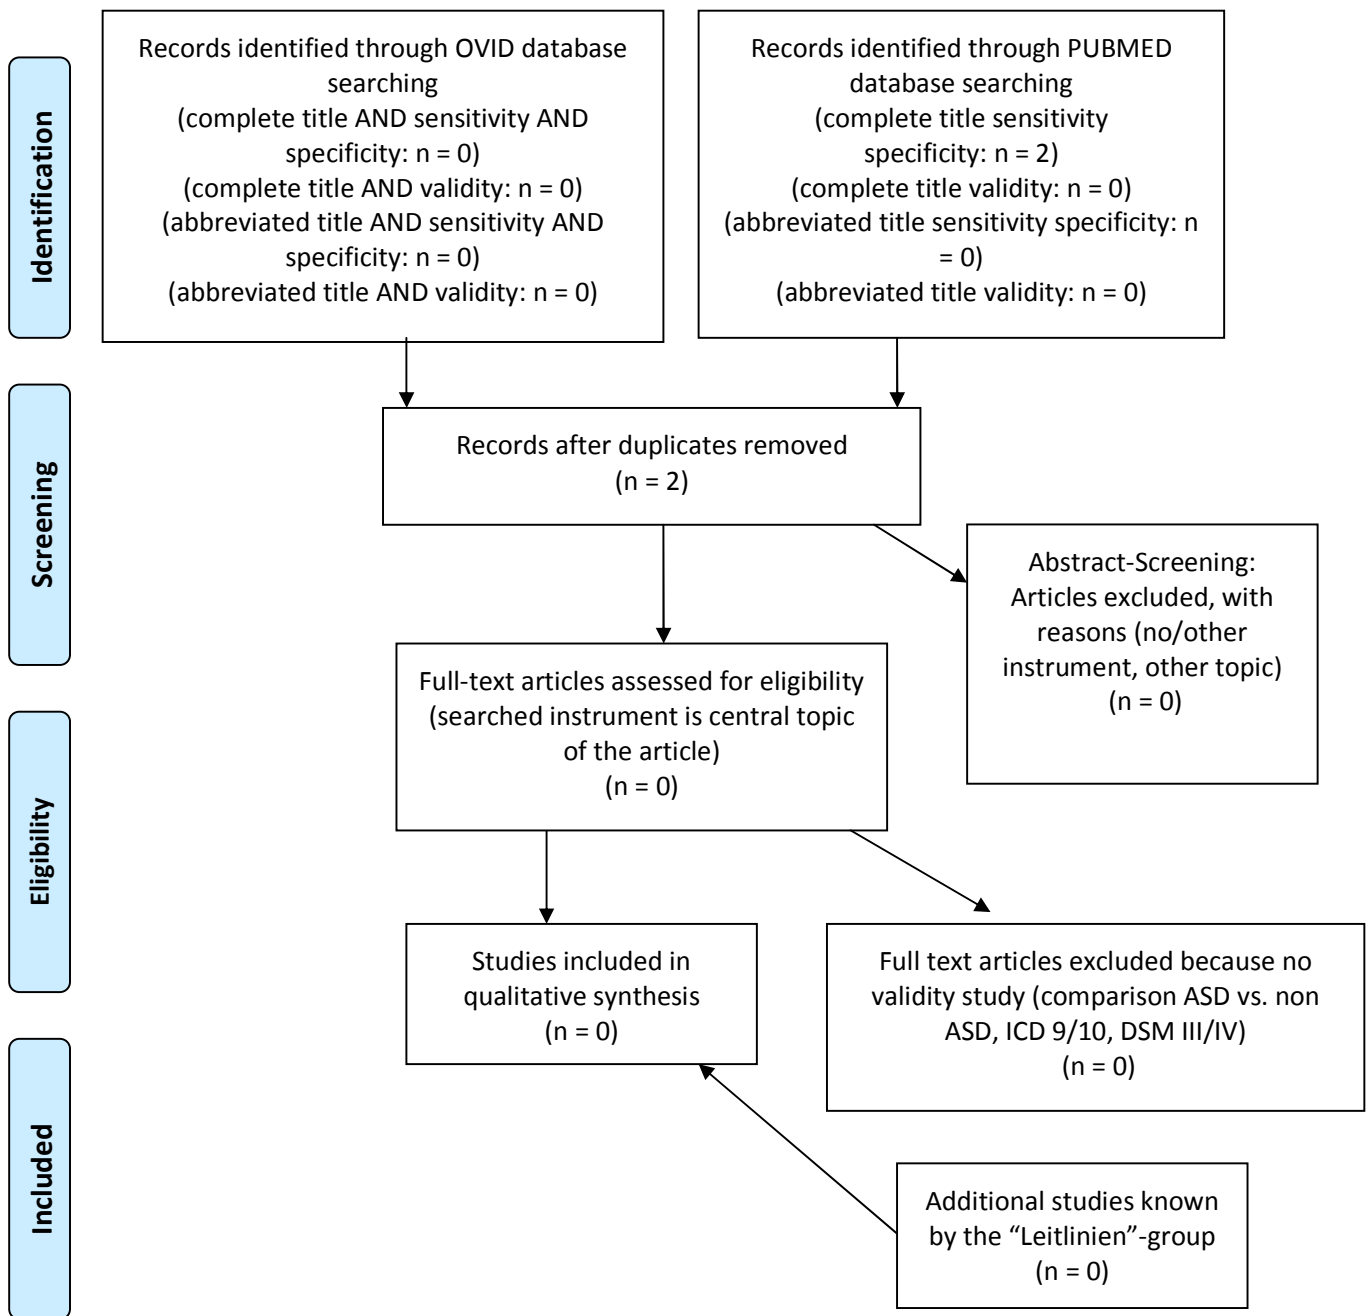 Identification
Records identified through OVID database
searching
(complete title AND sensitivity AND
specificity: n = 0)
(complete title AND validity: n = 0)
(abbreviated title AND sensitivity AND
specificity: n = 0)
(abbreviated title AND validity: n = 0)
Records identified through PUBMED
database searching
(complete title sensitivity
specificity: n = 2)
(complete title validity: n = 0)
(abbreviated title sensitivity specificity: n
= 0)
(abbreviated title validity: n = 0)
Screening
Records after duplicates removed
(n = 2)
Abstract-Screening:
Articles excluded, with
reasons (no/other
instrument, other topic)
(n = 0)
Full-text articles assessed for eligibility
(searched instrument is central topic
of the article)
(n = 0)
Eligibility
Studies included in
qualitative synthesis
(n = 0)
Full text articles excluded because no
validity study (comparison ASD vs. non
ASD, ICD 9/10, DSM III/IV)
(n = 0)
Included
Additional studies known
by the “Leitlinien”-group
(n = 0)